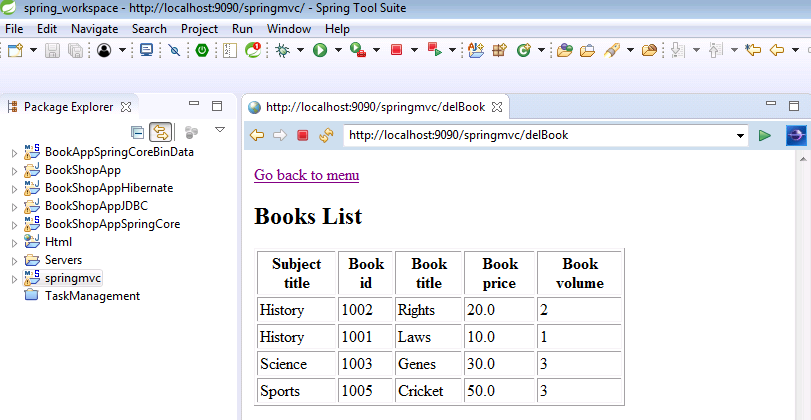 spring_workspace - http://localhost:9090/springmvc/ - Spring Tool Suite
File Edit Navigate Search Project Run Window Help
Package Explorer
BookAppSpringCoreBinData
BookShopApp
BookShopAppHibernate
BookShopAppJDBC
BookShopAppSpringCore
Html
Servers
springmvc
TaskManagement
http://localhost:9090/springmvc/delBook
http://localhost:9090/springmvc/delBook
Go back to menu
Books List
Subject title Book id Book title Book price Book volume
History 1002 Rights 20.0 2
History 1001 Laws 10.0 1
Science 1003 Genes 30.0 3
Sports 1005 Cricket 50.0 3